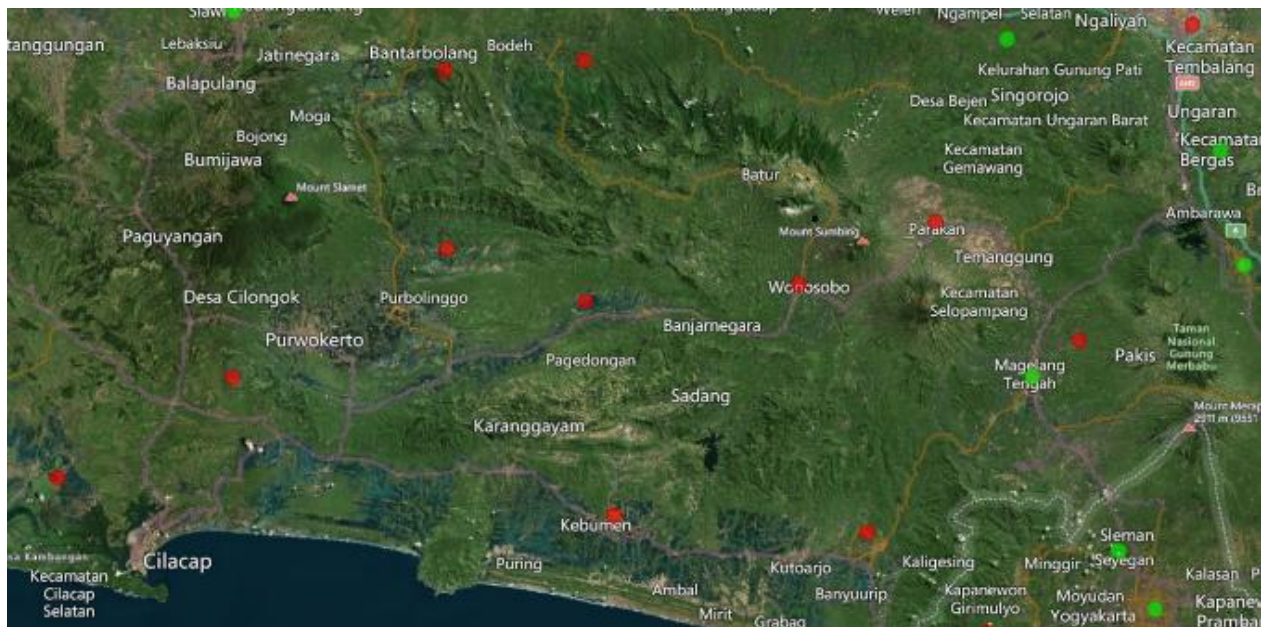 Slawi
Ngampel
Selatan
Ngaliyan
tanggungan
Lebaksiu
Jatinegara
Bantarbolang
Bodeh
Kecamatan
Tembalang
Balapulang
Kelurahan Gunung Pati
Desa Bejen
Singorojo
Ungaran
Moga
Kecamatan Ungaran Barat
Bojong
Kecamatan
Bergas
Bumijawa
Kecamatan
Gemawang
Batur
Mount Slamet
Ambarawa
Paguyangan
Mount Sumbing
Parakan
Temanggung
Desa Cilongok
Purbolinggo
Wonosobo
Kecamatan
Selopampang
Banjarnegara
Purwokerto
Taman
Nasional
Gunung
Merbabu
Pagedongan
Pakis
Magelang
Tengah
Sadang
Mount Merap
Karanggayam
Kebumen
Sleman
Seyegan
Cilacap
Puring
Kutoarjo
Kaligesing
Minggir
Kalasan
Kecamatan
Cilacap
Selatan
Ambal
Banyuurip
Kapanewon
Girimulyo
Moyudan
Yogyakarta
Kapanew
Pramba
Mirit
Grabag